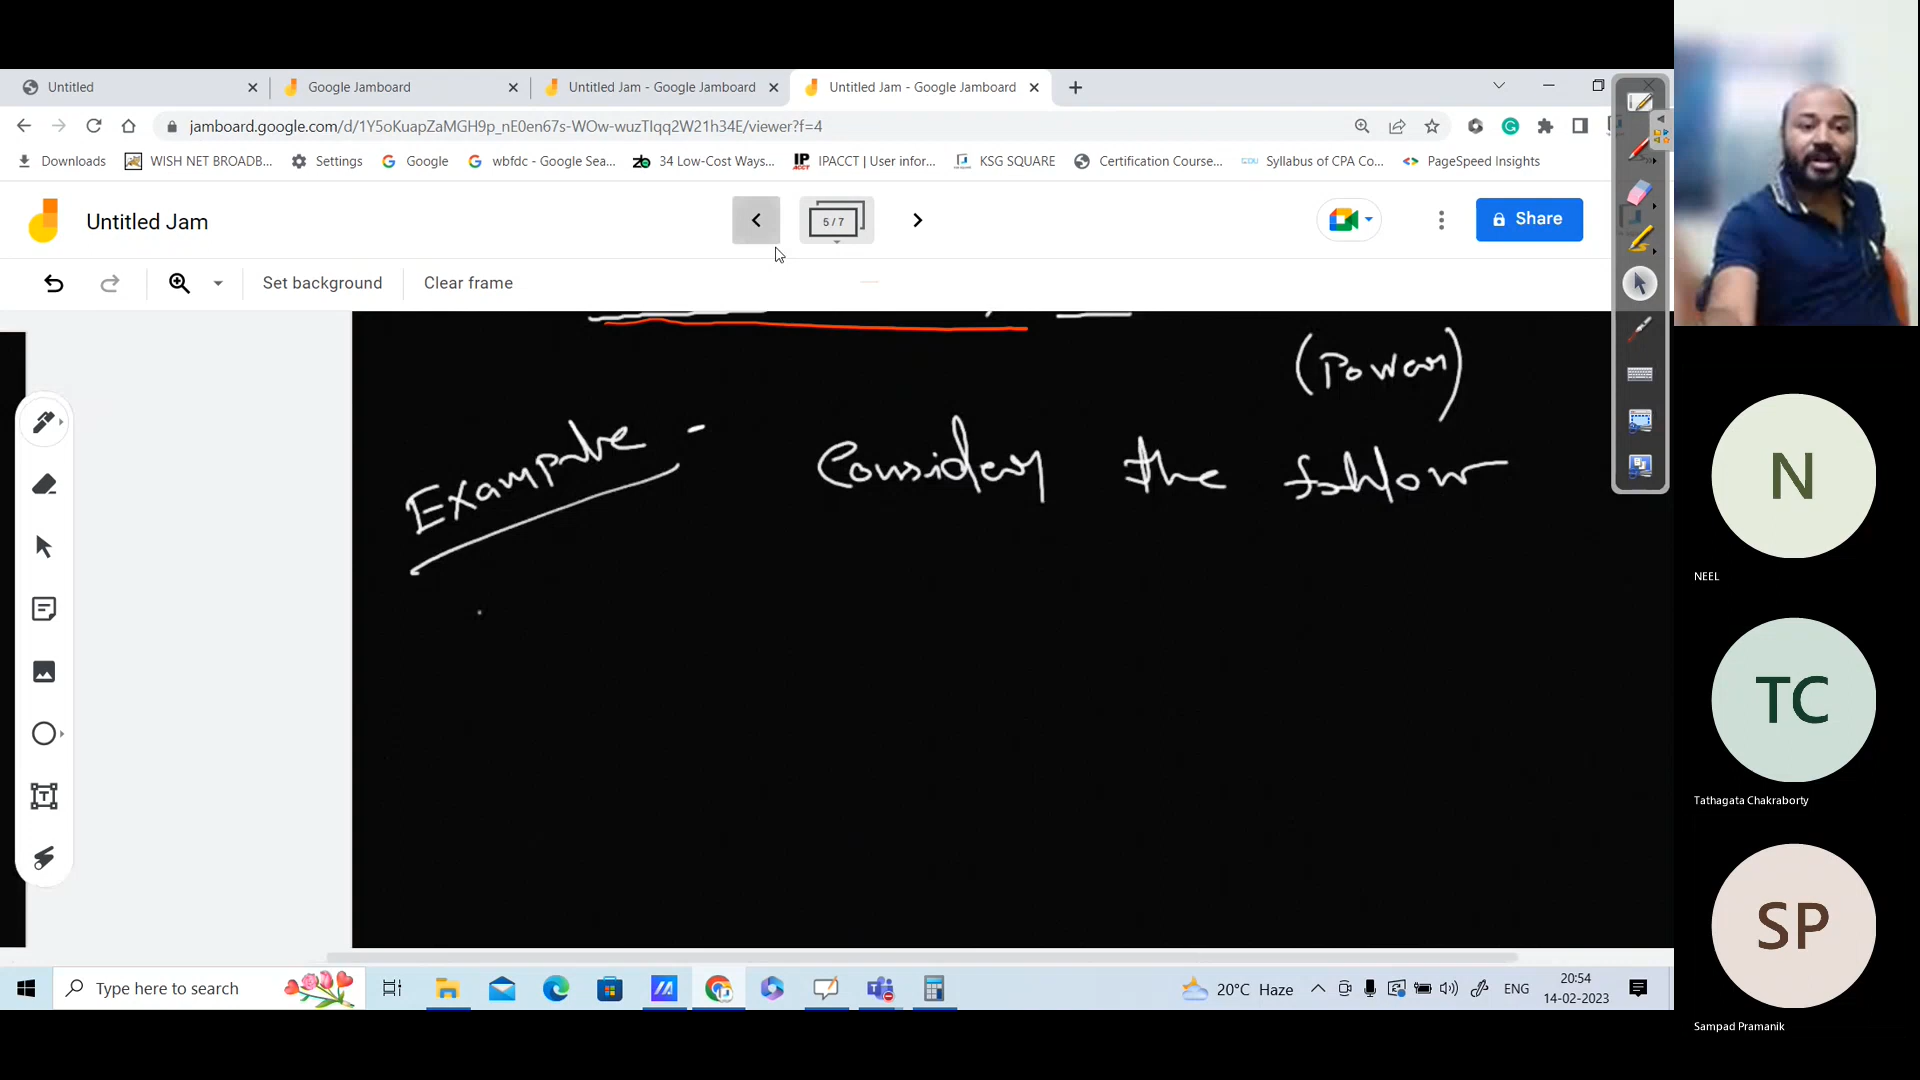 Untitled
Google Jamboard
Untitled Jam - Google Jamboard
Untitled Jam - Google Jamboard
jamboard.google.com/d/1Y5oKuapZaMGH9p_nE0en67s-WOw-wuzTlqq2W21h34E/viewer?f=4
Downloads
WISH NET BROADB...
Settings
Google
wbfdc - Google Sea...
34 Low-Cost Ways...
IPACCT | User infor...
KSG SQUARE
Certification Course...
Syllabus of CPA Co...
PageSpeed Insights
Untitled Jam
5 / 7
Share
Set background
Clear frame
(Power)
Example - Consider the follow
N
NEEL
TC
Tathagata Chakraborty
SP
Sampad Pramanik
Type here to search
20°C Haze
ENG
20:54
14-02-2023